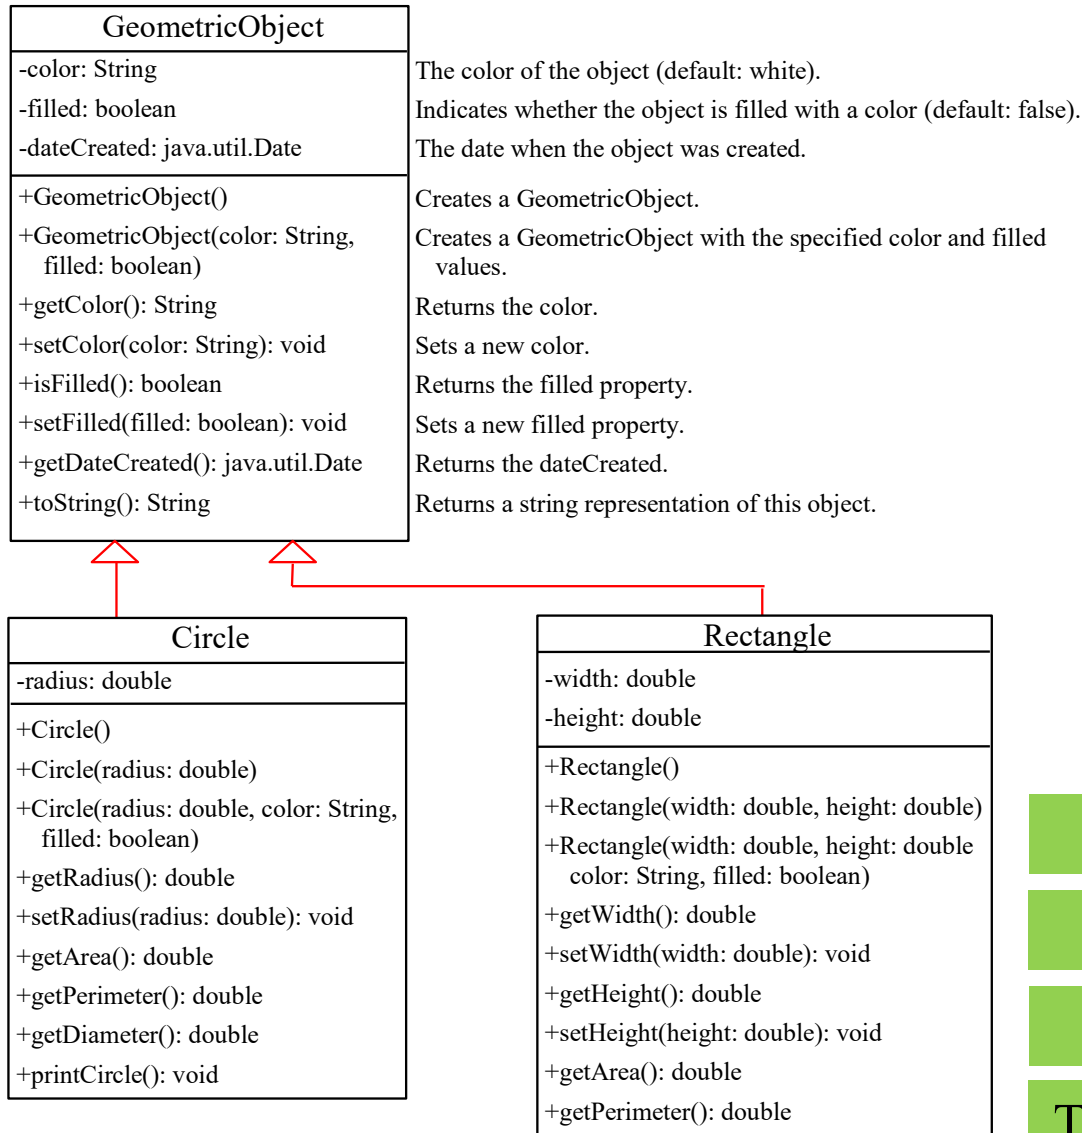 GeometricObject
-color: String
The color of the object (default: white).
-filled: boolean
Indicates whether the object is filled with a color (default: false).
-dateCreated: java.util.Date
The date when the object was created.
+GeometricObject()
Creates a GeometricObject.
+GeometricObject(color: String,
filled: boolean)
Creates a GeometricObject with the specified color and filled
values.
+getColor(): String
Returns the color.
+setColor(color: String): void
Sets a new color.
+isFilled(): boolean
Returns the filled property.
+setFilled(filled: boolean): void
Sets a new filled property.
+getDateCreated(): java.util.Date
Returns the dateCreated.
+toString(): String
Returns a string representation of this object.
Circle
-radius: double
+Circle()
+Circle(radius: double)
+Circle(radius: double, color: String,
filled: boolean)
+getRadius(): double
+setRadius(radius: double): void
+getArea(): double
+getPerimeter(): double
+getDiameter(): double
+printCircle(): void
Rectangle
-width: double
-height: double
+Rectangle()
+Rectangle(width: double, height: double)
+Rectangle(width: double, height: double
color: String, filled: boolean)
+getWidth(): double
+setWidth(width: double): void
+getHeight(): double
+setHeight(height: double): void
+getArea(): double
+getPerimeter(): double